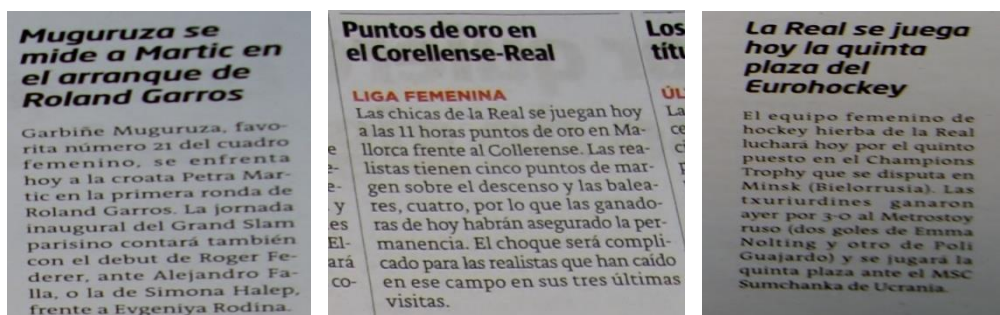 Muguruza se
mide a Martic en
el arranque de
Roland Garros
Garbiñe Muguruza, favo-
rita número 21 del cuadro
femenino, se enfrenta
hoy a la croata Petra Mar-
tic en la primera ronda de
Roland Garros. La jornada
inaugural del Grand Slam
parisino contará también
con el debut de Roger Fe-
derer, ante Alejandro Fa-
lla, o la de Simona Halep,
frente a Evgeniya Rodina.
Puntos de oro en
el Corellense-Real
LIGA FEMENINA
Las chicas de la Real se juegan hoy
a las 11 horas puntos de oro en Ma-
llorca frente al Collerense. Las rea-
listas tienen cinco puntos de mar-
gen sobre el descenso y las balea-
res, cuatro, por lo que las ganado-
ras de hoy habrán asegurado la per-
manencia. El choque será compli-
cado para las realistas que han caído
en ese campo en sus tres últimas
visitas.
Los
La Real se juega
hoy la quinta
plaza del
Eurohockey
El equipo femenino de
hockey hierba de la Real
luchará hoy por el quinto
puesto en el Champions
Trophy que se disputa en
Minsk (Bielorrusia). Las
txuriurdines ganaron
ayer por 3-0 al Metrostoy
ruso (dos goles de Emma
Nolting y otro de Poli
Guajardo) y se jugará la
quinta plaza ante el MSC
Sumchanka de Ucrania.